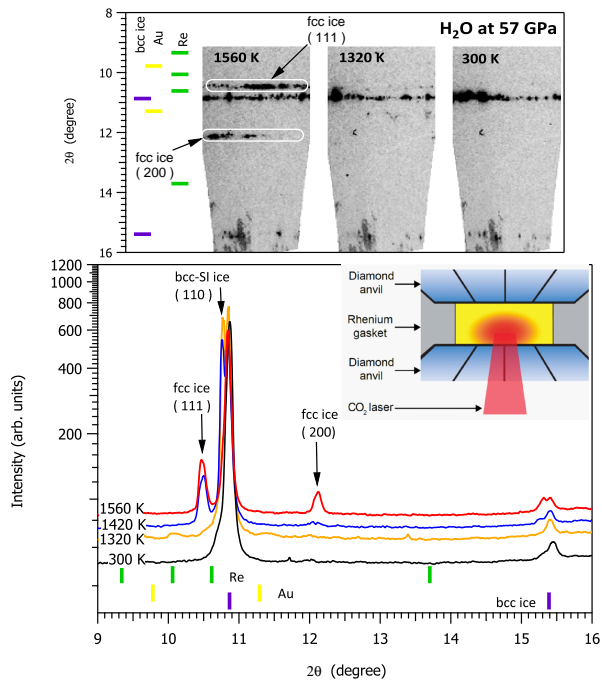 8
10
12
14
16
2θ (degree)
bcc ice
Au
Re
fcc ice
( 111)
H₂O at 57 GPa
1560 K
1320 K
300 K
fcc ice
( 200)
1200
1000
800
600
400
200
Intensity (arb. units)
bcc-SI ice
( 110)
fcc ice
( 111)
fcc ice
(200)
Diamond
anvil
Rhenium
gasket
Diamond
anvil
CO₂ laser
1560 K
1420 K
1320 K
300 K
Re
Au
bcc ice
9 10 11 12 13 14 15 16
2θ (degree)